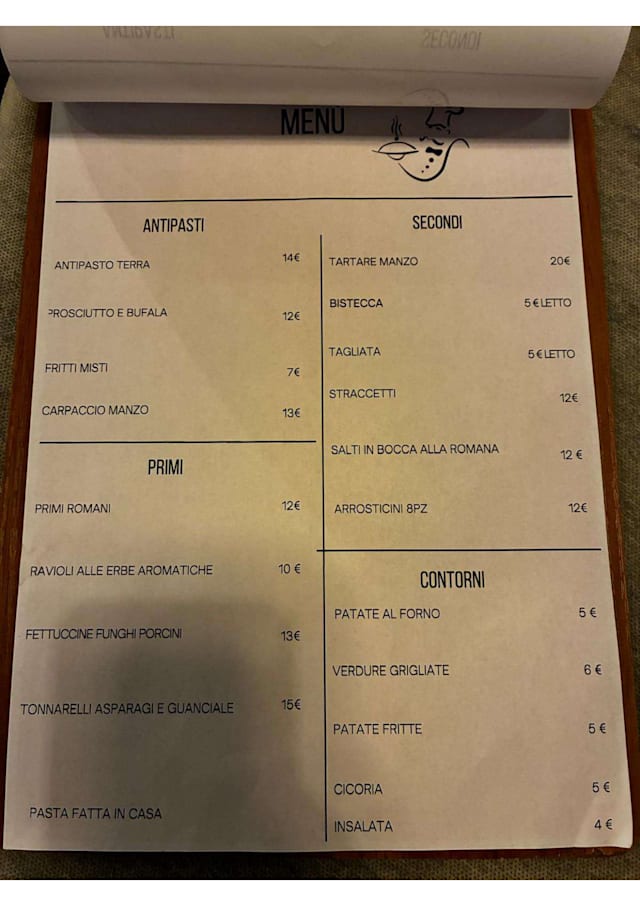 MENÙ
ANTIPASTI
ANTIPASTO TERRA 14€
PROSCIUTTO E BUFALA 12€
FRITTI MISTI 7€
CARPACCIO MANZO 13€
PRIMI
PRIMI ROMANI 12€
RAVIOLI ALLE ERBE AROMATICHE 10 €
FETTUCCINE FUNGHI PORCINI 13€
TONNARELLI ASPARAGI E GUANCIALE 15€
PASTA FATTA IN CASA
SECONDI
TARTARE MANZO 20€
BISTECCA 5 € LETTO
TAGLIATA 5 € LETTO
STRACCETTI 12€
SALTI IN BOCCA ALLA ROMANA 12 €
ARROSTICINI 8PZ 12€
CONTORNI
PATATE AL FORNO 5 €
VERDURE GRIGLIATE 6 €
PATATE FRITTE 5 €
CICORIA 5 €
INSALATA 4 €